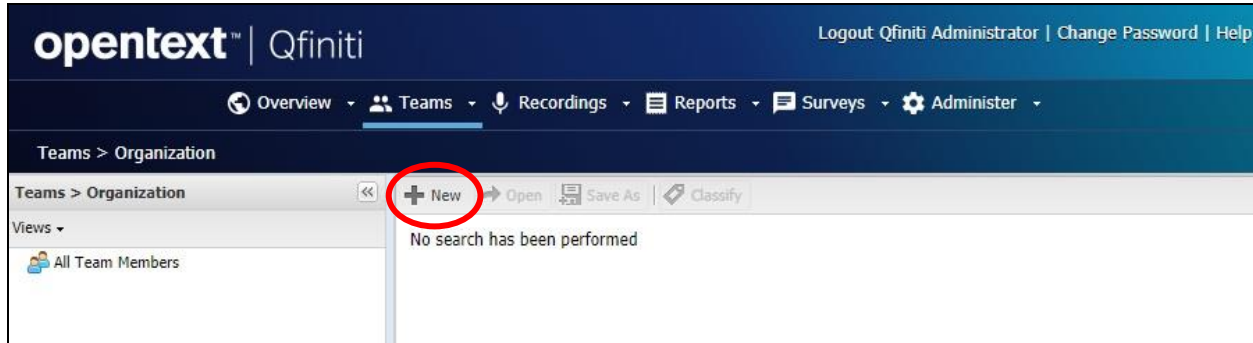 opentext™ | Qfiniti
Logout Qfiniti Administrator | Change Password | Help
Overview Teams Recordings Reports Surveys Administer
Teams > Organization
Teams > Organization
New Open Save As Classify
Views
No search has been performed
All Team Members